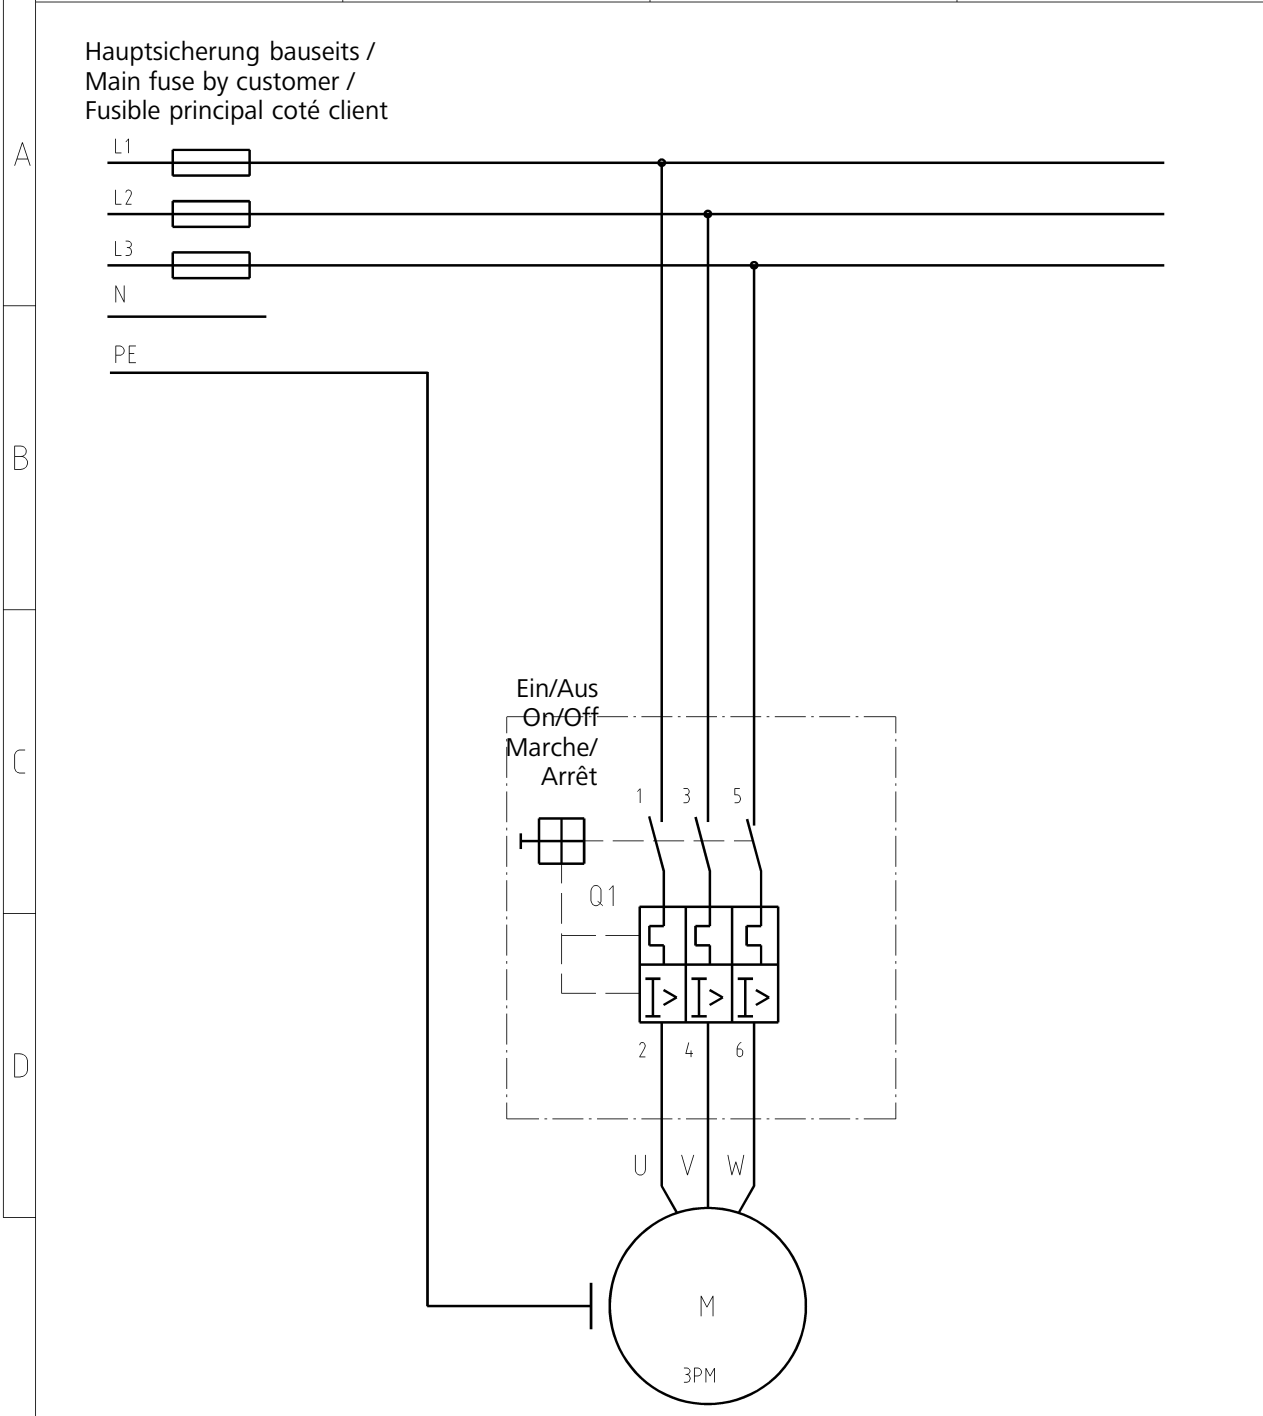 Hauptsicherung bauseits /
Main fuse by customer /
Fusible principal coté client
A
L1
L2
L3
N
PE
B
Ein/Aus
On/Off
Marche/
Arrêt
C
1 3 5
Q1
I> I> I>
2 4 6
D
U V W
M
3PM